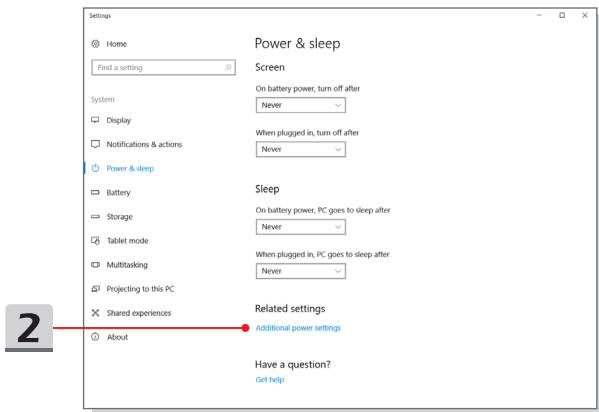 Settings
Home
Find a setting
System
Display
Notifications & actions
Power & sleep
Battery
Storage
Tablet mode
Multitasking
Projecting to this PC
Shared experiences
About
Power & sleep
Screen
On battery power, turn off after
Never
When plugged in, turn off after
Never
Sleep
On battery power, PC goes to sleep after
Never
When plugged in, PC goes to sleep after
Never
Related settings
Additional power settings
Have a question?
Get help
2